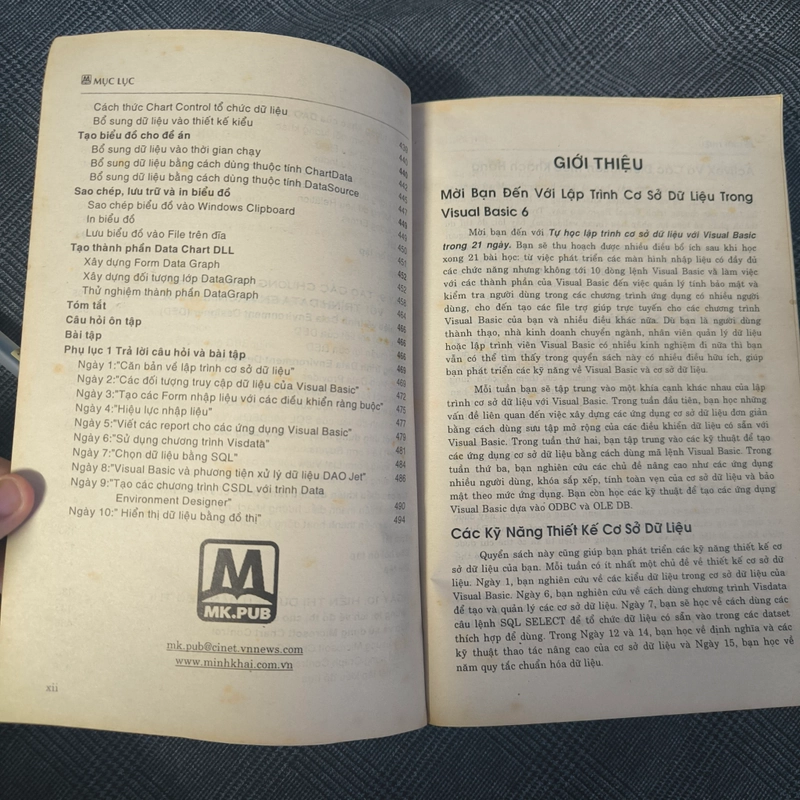 MỤC LỤC
Cách thức Chart Control tổ chức dữ liệu
Bổ sung dữ liệu vào thiết kế kiểu
Tạo biểu đồ cho đề án 439
Bổ sung dữ liệu vào thời gian chạy 440
Bổ sung dữ liệu bằng cách dùng thuộc tính ChartData 440
Bổ sung dữ liệu bằng cách dùng thuộc tính DataSource 442
Sao chép, lưu trữ và in biểu đồ 445
Sao chép biểu đồ vào Windows Clipboard 447
In biểu đồ 448
Lưu biểu đồ vào File trên đĩa 449
Tạo thành phần Data Chart DLL 450
Xây dựng Form Data Graph 452
Xây dựng đối tượng lớp DataGraph 452
Thử nghiệm thành phần DataGraph 458
Tóm tắt 464
Câu hỏi ôn tập 466
Bài tập 466
Phụ lục 1 Trả lời câu hỏi và bài tập 468
Ngày 1:"Căn bản về lập trình cơ sở dữ liệu" 469
Ngày 2:"Các đối tượng truy cập dữ liệu của Visual Basic" 472
Ngày 3:"Tạo các Form nhập liệu với các điều khiển ràng buộc" 475
Ngày 4:"Hiệu lực nhập liệu" 477
Ngày 5:"Viết các report cho các ứng dụng Visual Basic" 479
Ngày 6:"Sử dụng chương trình Visdata" 481
Ngày 7:"Chọn dữ liệu bằng SQL" 484
Ngày 8:"Visual Basic và phương tiện xử lý dữ liệu DAO Jet" 486
Ngày 9:"Tạo các chương trình CSDL với trình Data
Environment Designer" 490
Ngày 10:" Hiển thị dữ liệu bằng đồ thị" 494
MK.PUB
mk.pub@cinet.vnnews.com
www.minhkhai.com.vn
xii
GIỚI THIỆU
Mời Bạn Đến Với Lập Trình Cơ Sở Dữ Liệu Trong
Visual Basic 6
Mời bạn đến với Tự học lập trình cơ sở dữ liệu với Visual Basic
trong 21 ngày. Bạn sẽ thu hoạch được nhiều điều bổ ích sau khi học
xong 21 bài học: từ việc phát triển các màn hình nhập liệu có đầy đủ
các chức năng nhưng không tới 10 dòng lệnh Visual Basic và làm việc
với các thành phần của Visual Basic đến việc quản lý tính bảo mật và
kiểm tra người dùng trong các chương trình ứng dụng có nhiều người
dùng, cho đến tạo các file trợ giúp trực tuyến cho các chương trình
Visual Basic của bạn và nhiều điều khác nữa. Dù bạn là người dùng
thành thạo, nhà kinh doanh chuyển ngành, nhân viên quản lý dữ liệu
hoặc lập trình viên Visual Basic có nhiều kinh nghiệm đi nữa thì bạn
vẫn có thể tìm thấy trong quyển sách này có nhiều điều hữu ích, giúp
bạn phát triển các kỹ năng về Visual Basic và cơ sở dữ liệu.
Mỗi tuần bạn sẽ tập trung vào một khía cạnh khác nhau của lập
trình cơ sở dữ liệu với Visual Basic. Trong tuần đầu tiên, bạn học những
vấn đề liên quan đến việc xây dựng các ứng dụng cơ sở dữ liệu đơn giản
bằng cách dùng sưu tập mở rộng của các điều khiển dữ liệu có sẵn với
Visual Basic. Trong tuần thứ hai, bạn tập trung vào các kỹ thuật để tạo
các ứng dụng cơ sở dữ liệu bằng cách dùng mã lệnh Visual Basic. Trong
tuần thứ ba, bạn nghiên cứu các chủ đề nâng cao như các ứng dụng
nhiều người dùng, khóa sắp xếp, tính toàn vẹn của cơ sở dữ liệu và bảo
mật theo mức ứng dụng. Bạn còn học các kỹ thuật để tạo các ứng dụng
Visual Basic dựa vào ODBC và OLE DB.
Các Kỹ Năng Thiết Kế Cơ Sở Dữ Liệu
Quyển sách này cũng giúp bạn phát triển các kỹ năng thiết kế cơ
sở dữ liệu của bạn. Mỗi tuần có ít nhất một chủ đề về thiết kế cơ sở dữ
liệu. Ngày 1, bạn nghiên cứu về các kiểu dữ liệu trong cơ sở dữ liệu của
Visual Basic. Ngày 6, bạn nghiên cứu về cách dùng chương trình Visdata
để tạo và quản lý các cơ sở dữ liệu. Ngày 7, bạn sẽ học về cách dùng các
câu lệnh SQL SELECT để tổ chức dữ liệu có sẵn vào trong các datset
thích hợp để dùng. Trong Ngày 12 và 14, bạn học về định nghĩa và các
kỹ thuật thao tác nâng cao của cơ sở dữ liệu và Ngày 15, bạn học về
năm quy tắc chuẩn hóa dữ liệu.